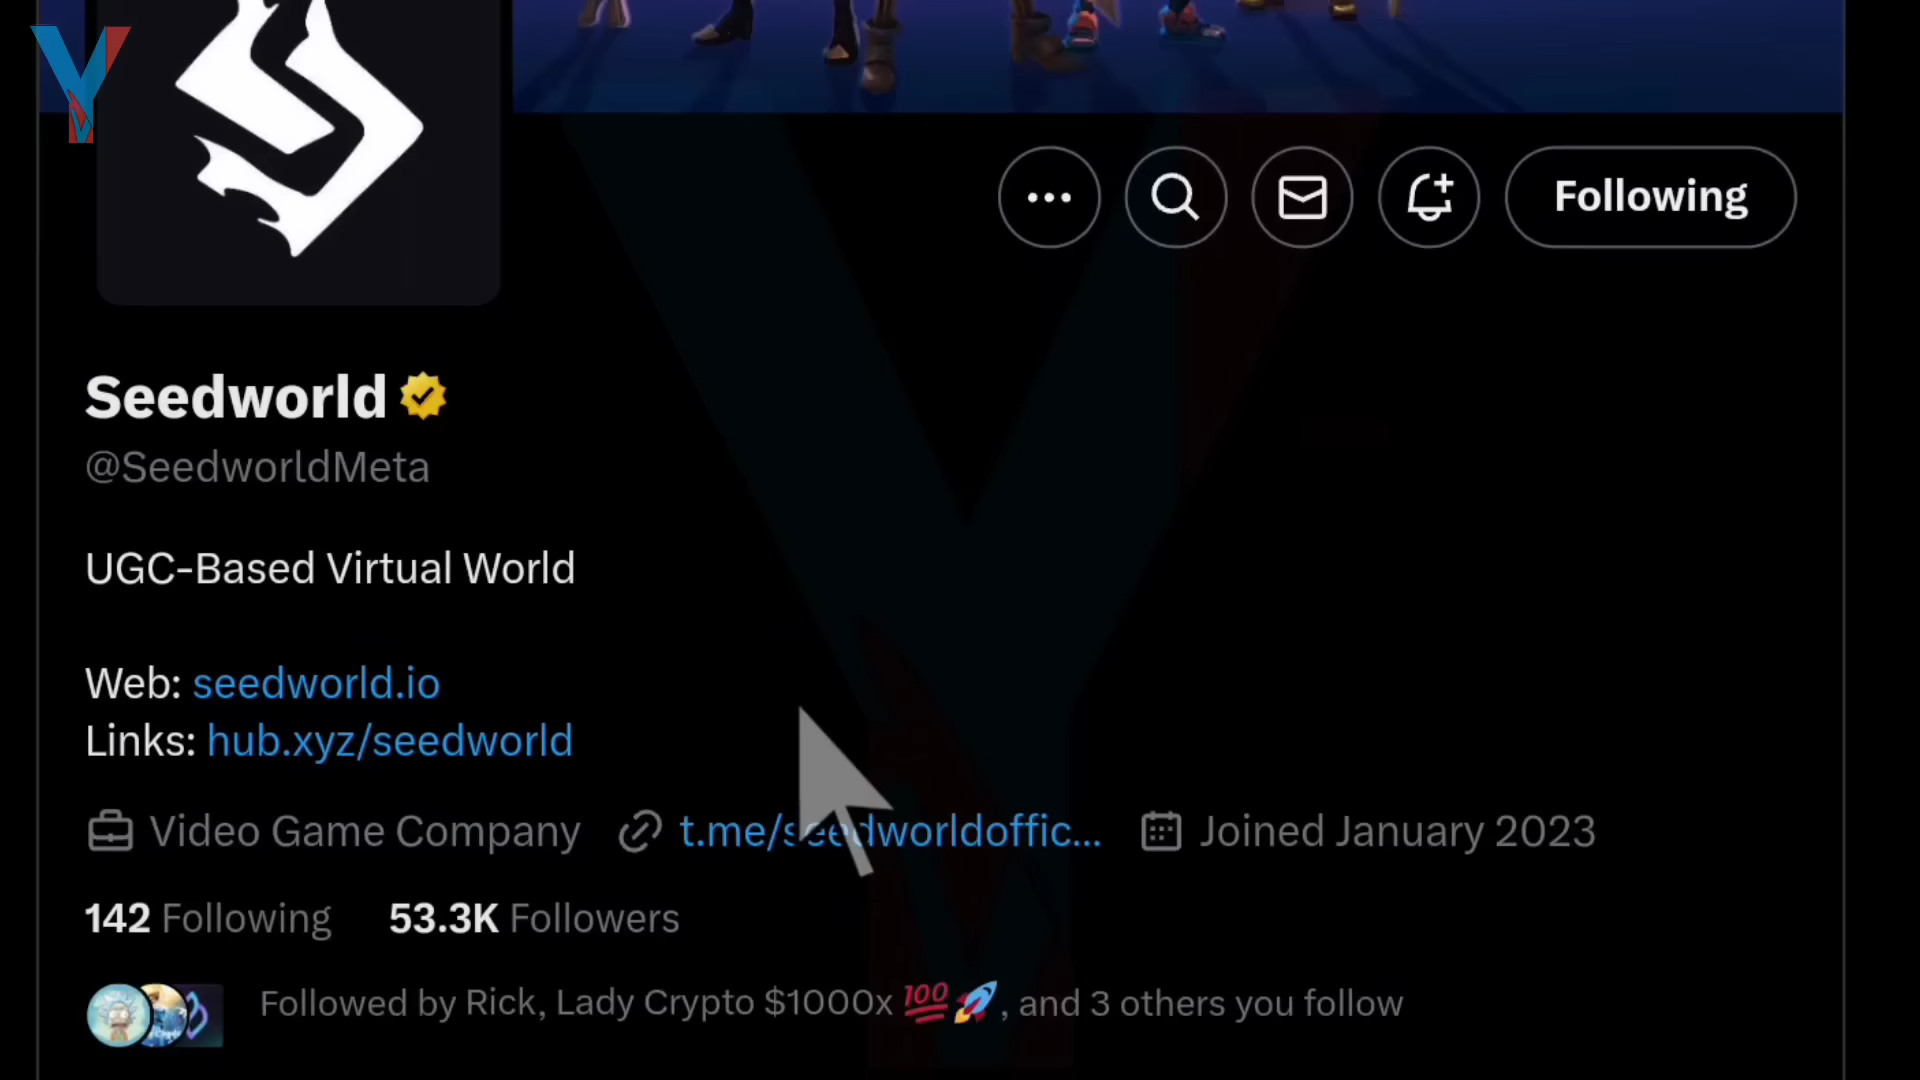 Following
Seedworld
@SeedworldMeta
UGC-Based Virtual World
Web: seedworld.io
Links: hub.xyz/seedworld
Video Game Company t.me/seedworldoffic... Joined January 2023
142 Following 53.3K Followers
Followed by Rick, Lady Crypto $1000x 💯🚀, and 3 others you follow